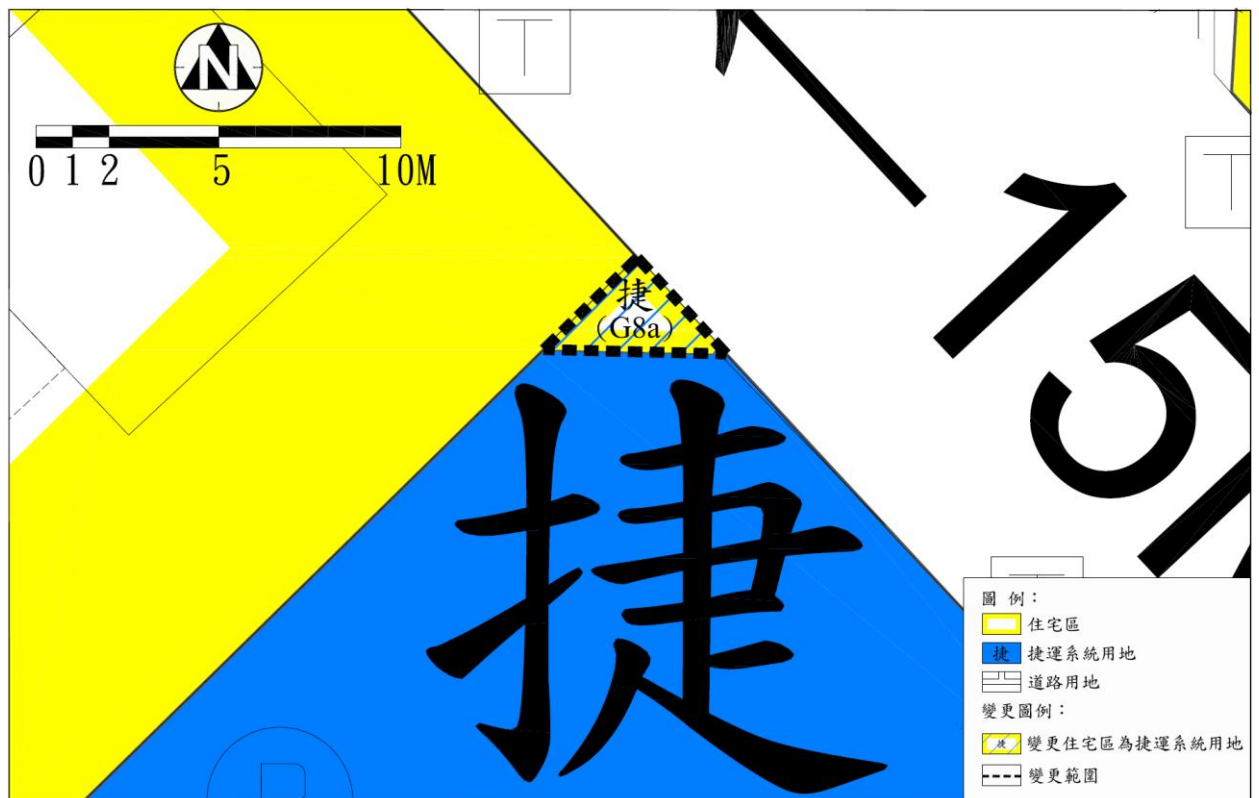 N
0 1 2 5 10M
T
T
1
15
捷
(G8a)
捷
圖 例：
住宅區
捷 捷運系統用地
道路用地
變更圖例：
捷 變更住宅區為捷運系統用地
變更範圍